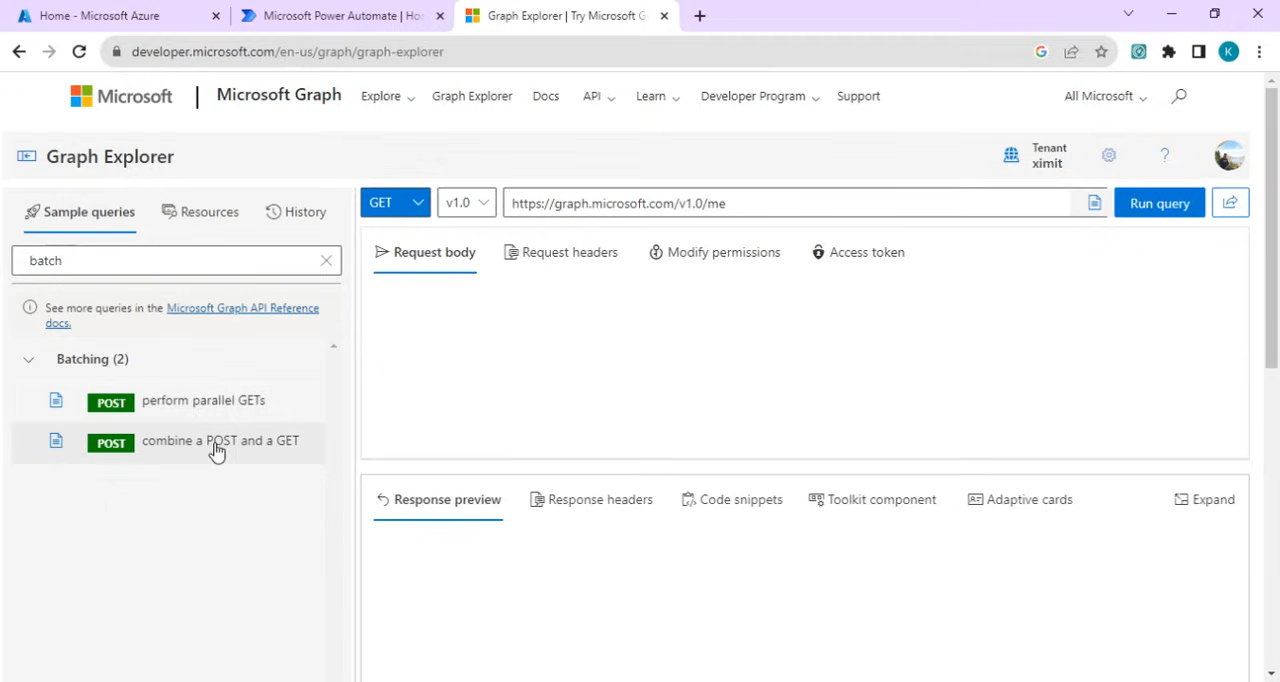 Home - Microsoft Azure
Microsoft Power Automate | Ho
Graph Explorer | Try Microsoft G
developer.microsoft.com/en-us/graph/graph-explorer
K
Microsoft
Microsoft Graph
Explore
Graph Explorer
Docs
API
Learn
Developer Program
Support
All Microsoft
Graph Explorer
Tenant
ximit
?
Sample queries
Resources
History
GET
v1.0
https://graph.microsoft.com/v1.0/me
Run query
batch
Request body
Request headers
Modify permissions
Access token
See more queries in the Microsoft Graph API Reference
docs.
Batching (2)
POST perform parallel GETs
POST combine a POST and a GET
Response preview
Response headers
Code snippets
Toolkit component
Adaptive cards
Expand